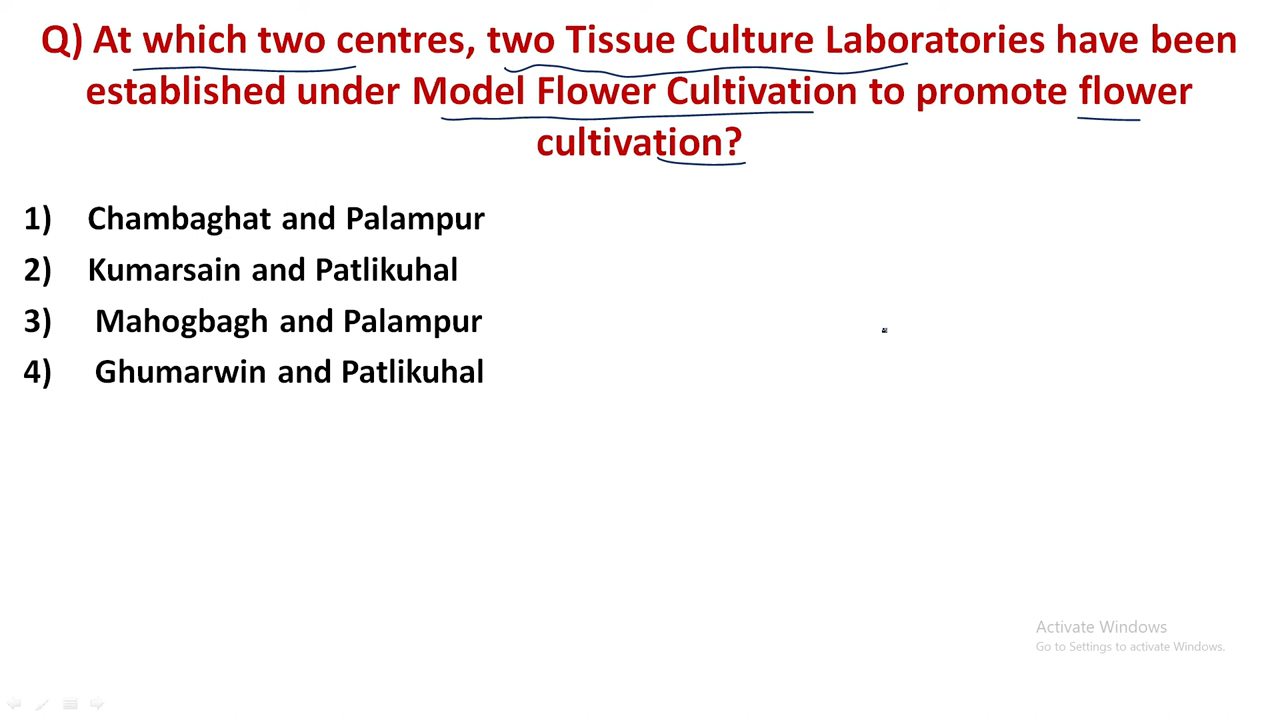 Q) At which two centres, two Tissue Culture Laboratories have been
established under Model Flower Cultivation to promote flower
cultivation?
1) Chambaghat and Palampur
2) Kumarsain and Patlikuhal
3) Mahogbagh and Palampur
4) Ghumarwin and Patlikuhal
Activate Windows
Go to Settings to activate Windows.